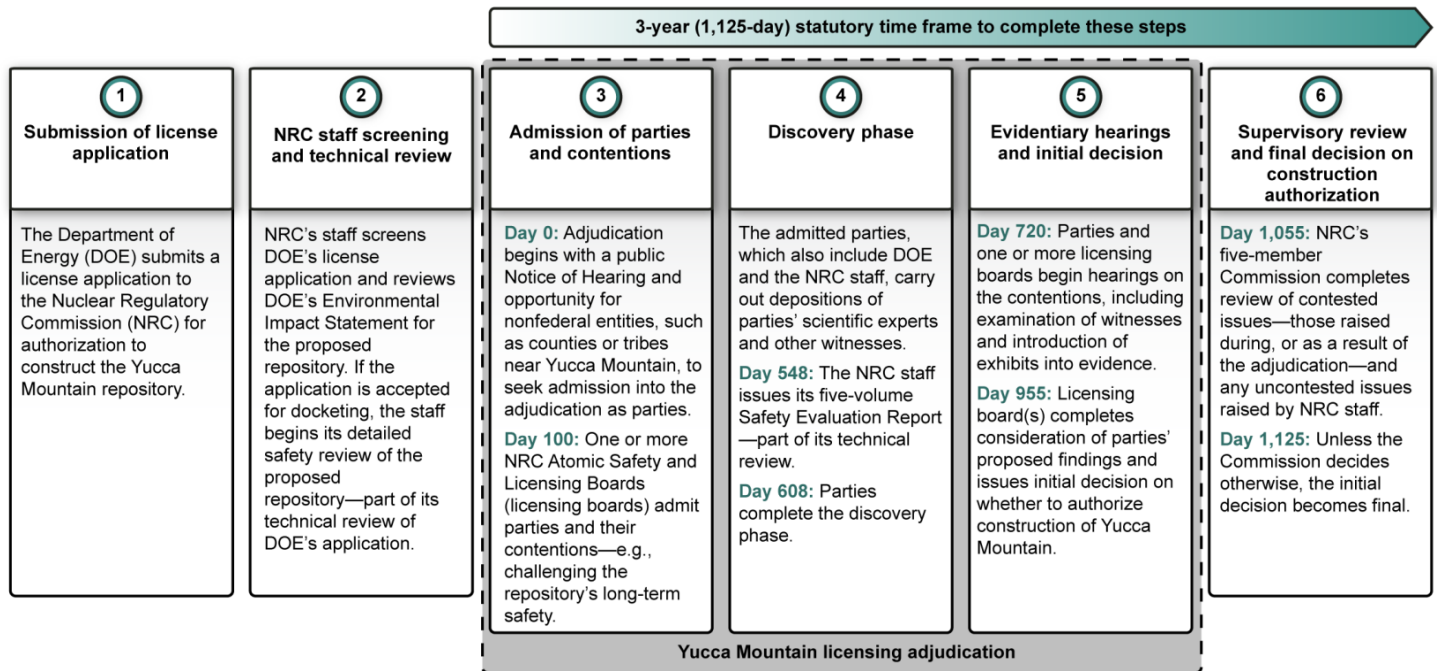 3-year (1,125-day) statutory time frame to complete these steps
1
Submission of license
application
The Department of
Energy (DOE) submits a
license application to
the Nuclear Regulatory
Commission (NRC) for
authorization to
construct the Yucca
Mountain repository.
2
NRC staff screening
and technical review
NRC's staff screens
DOE's license
application and reviews
DOE's Environmental
Impact Statement for
the proposed
repository. If the
application is accepted
for docketing, the staff
begins its detailed
safety review of the
proposed
repository—part of its
technical review of
DOE's application.
3
Admission of parties
and contentions
Day 0: Adjudication
begins with a public
Notice of Hearing and
opportunity for
nonfederal entities, such
as counties or tribes
near Yucca Mountain, to
seek admission into the
adjudication as parties.
Day 100: One or more
NRC Atomic Safety and
Licensing Boards
(licensing boards) admit
parties and their
contentions—e.g.,
challenging the
repository's long-term
safety.
4
Discovery phase
The admitted parties,
which also include DOE
and the NRC staff, carry
out depositions of
parties' scientific experts
and other witnesses.
Day 548: The NRC staff
issues its five-volume
Safety Evaluation Report
—part of its technical
review.
Day 608: Parties
complete the discovery
phase.
5
Evidentiary hearings
and initial decision
Day 720: Parties and
one or more licensing
boards begin hearings on
the contentions, including
examination of witnesses
and introduction of
exhibits into evidence.
Day 955: Licensing
board(s) completes
consideration of parties'
proposed findings and
issues initial decision on
whether to authorize
construction of Yucca
Mountain.
6
Supervisory review
and final decision on
construction
authorization
Day 1,055: NRC's
five-member
Commission completes
review of contested
issues—those raised
during, or as a result of
the adjudication—and
any uncontested issues
raised by NRC staff.
Day 1,125: Unless the
Commission decides
otherwise, the initial
decision becomes final.
Yucca Mountain licensing adjudication